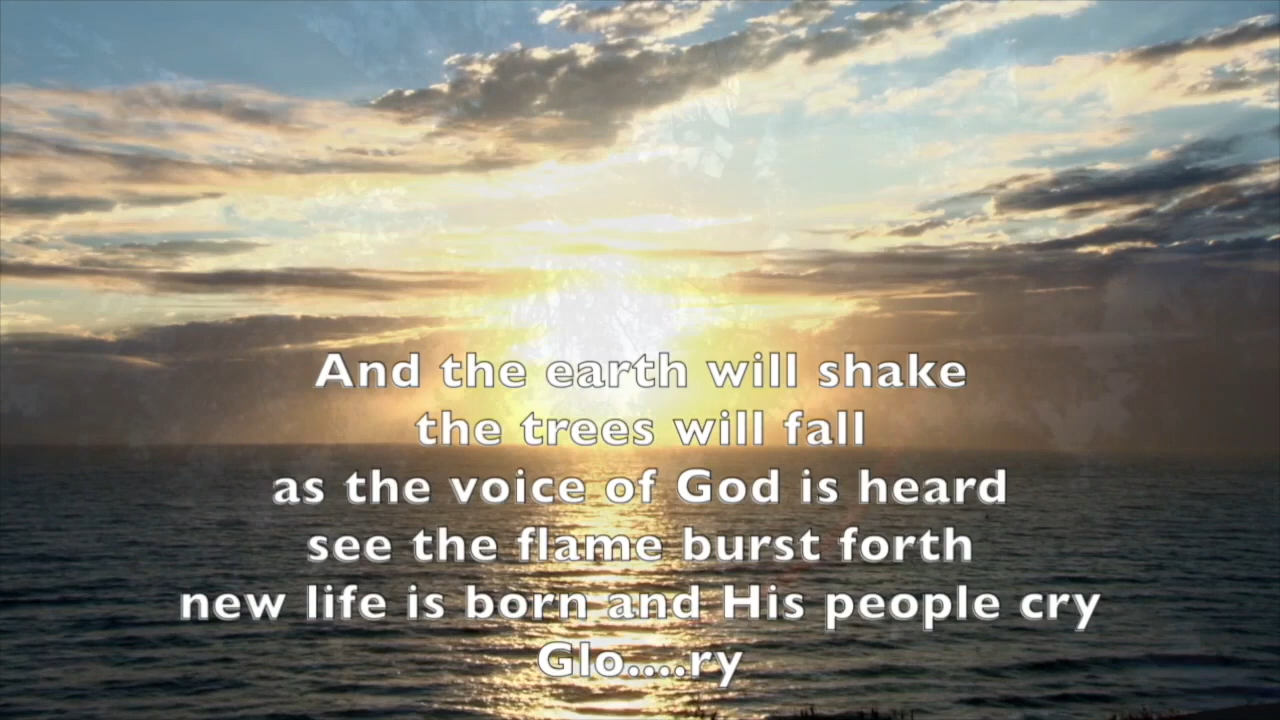 And the earth will shake
the trees will fall
as the voice of God is heard
see the flame burst forth
new life is born and His people cry
Glo....ry